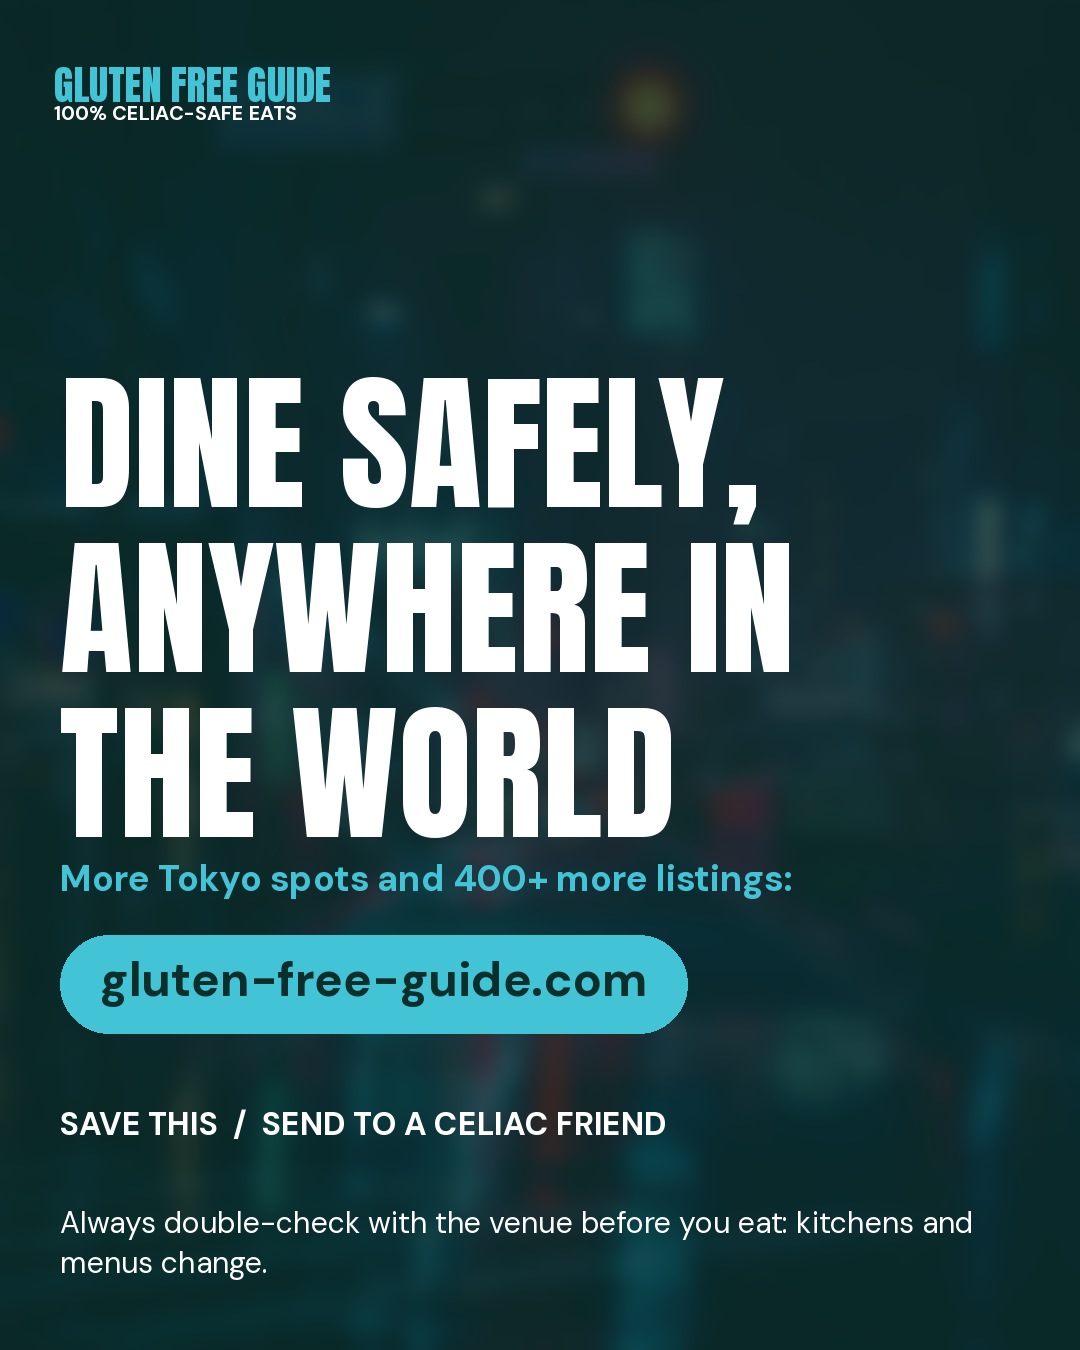 GLUTEN FREE GUIDE
100% CELIAC-SAFE EATS
DINE SAFELY,
ANYWHERE IN
THE WORLD
More Tokyo spots and 400+ more listings:
gluten-free-guide.com
SAVE THIS / SEND TO A CELIAC FRIEND
Always double-check with the venue before you eat: kitchens and
menus change.